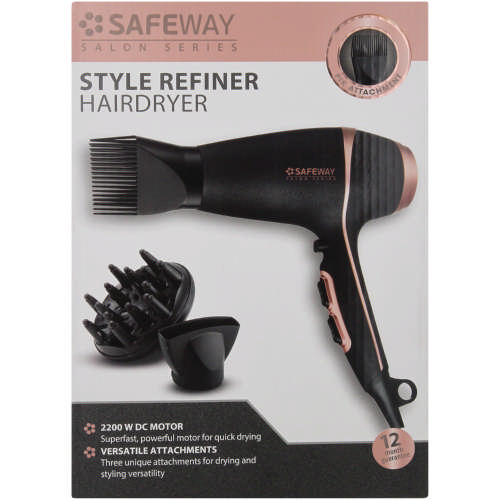 SAFEWAY
SALON SERIES
PIK ATTACHMENT
STYLE REFINER
HAIRDRYER
SAFEWAY
SALON SERIES
2200 W DC MOTOR
Superfast, powerful motor for quick drying
VERSATILE ATTACHMENTS
Three unique attachments for drying and
styling versatility
12
month
guarantee